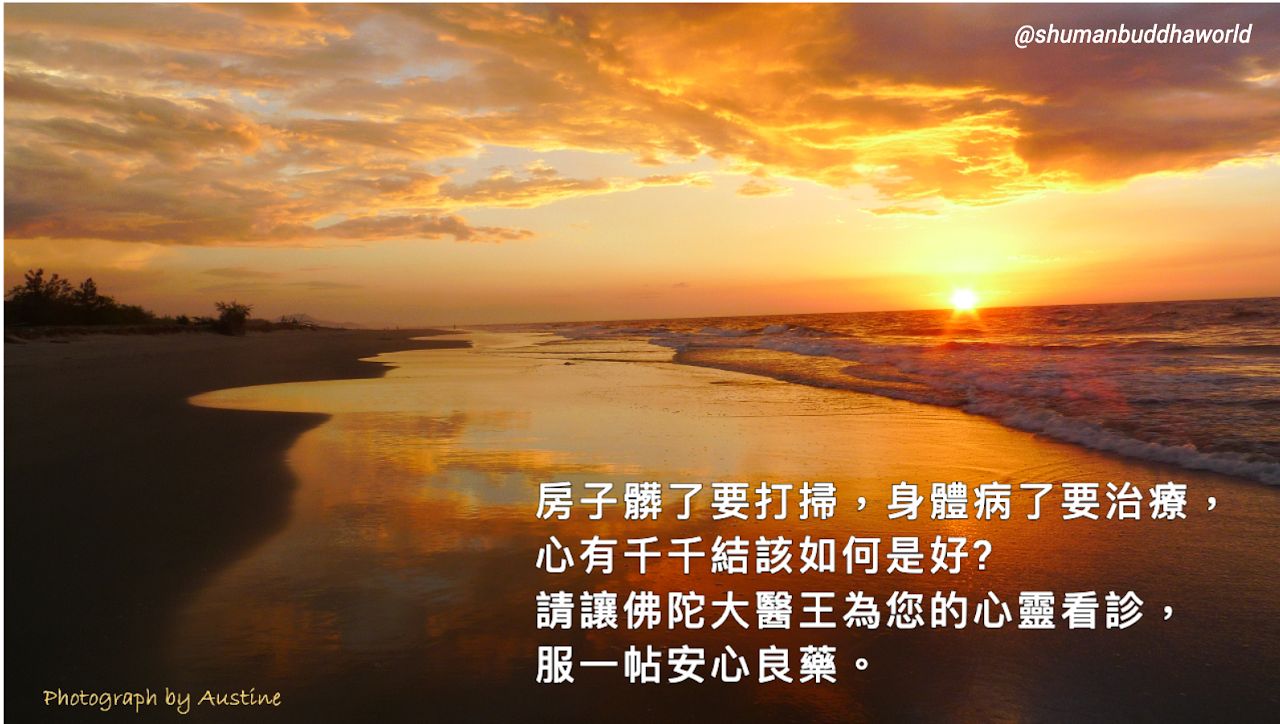 @shumanbuddhaworld
房子髒了要打掃，身體病了要治療，
心有千千結該如何是好?
請讓佛陀大醫王為您的心靈看診，
服一帖安心良藥。
Photograph by Austine